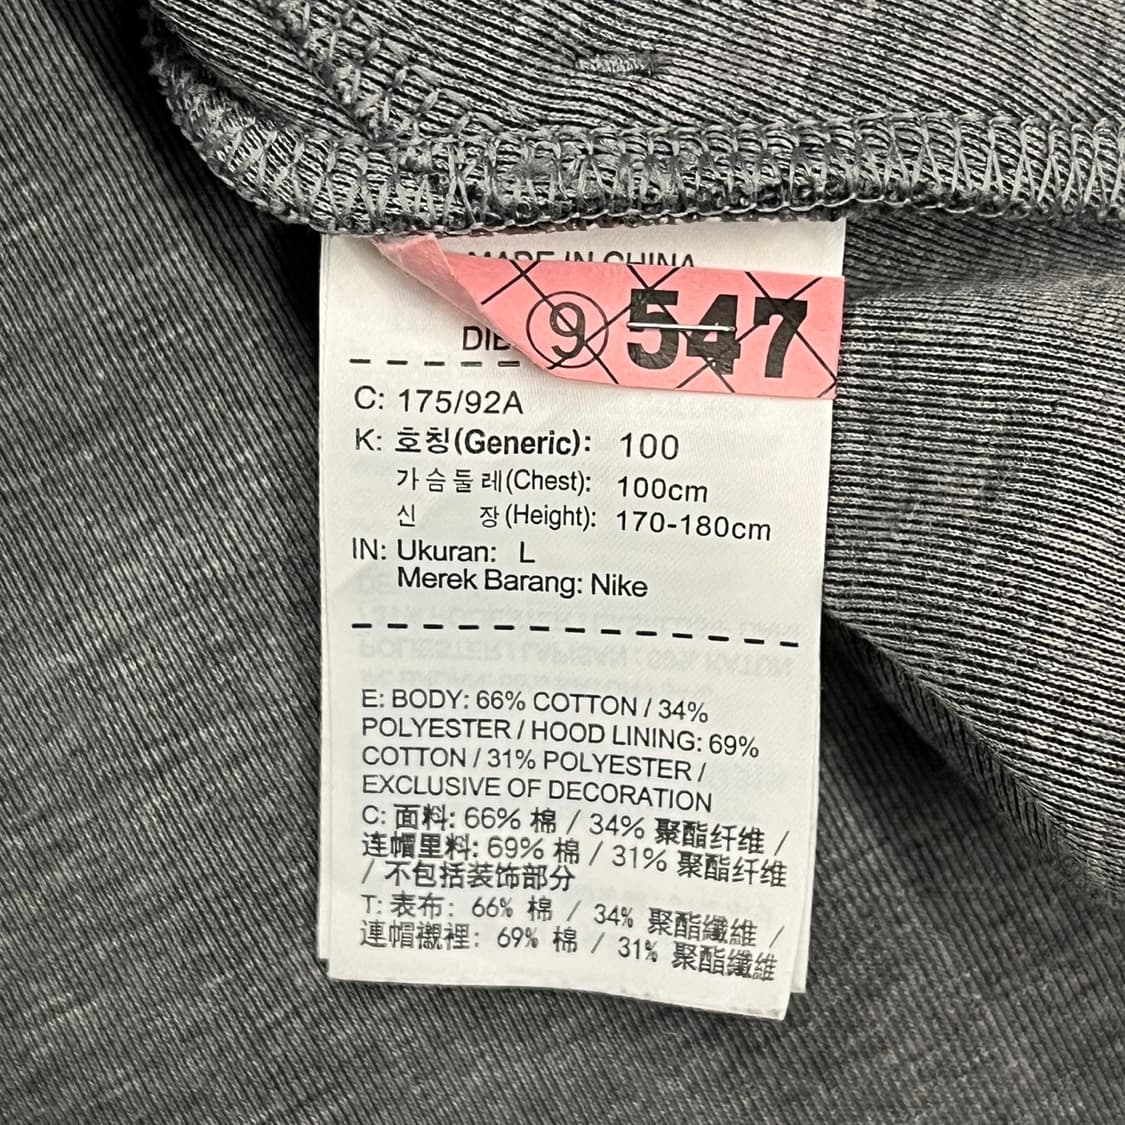 MADE IN CHINA
9 547
C: 175/92A
K: 호칭(Generic): 100
가슴둘레(Chest): 100cm
신 장(Height): 170-180cm
IN: Ukuran: L
Merek Barang: Nike
E: BODY: 66% COTTON / 34%
POLYESTER / HOOD LINING: 69%
COTTON / 31% POLYESTER /
EXCLUSIVE OF DECORATION
C: 面料: 66% 棉 / 34% 聚酯纤维 /
连帽里料: 69% 棉 / 31% 聚酯纤维
/ 不包括装饰部分
T: 表布: 66% 棉 / 34% 聚酯纖維 /
連帽襯裡: 69% 棉 / 31% 聚酯纖維